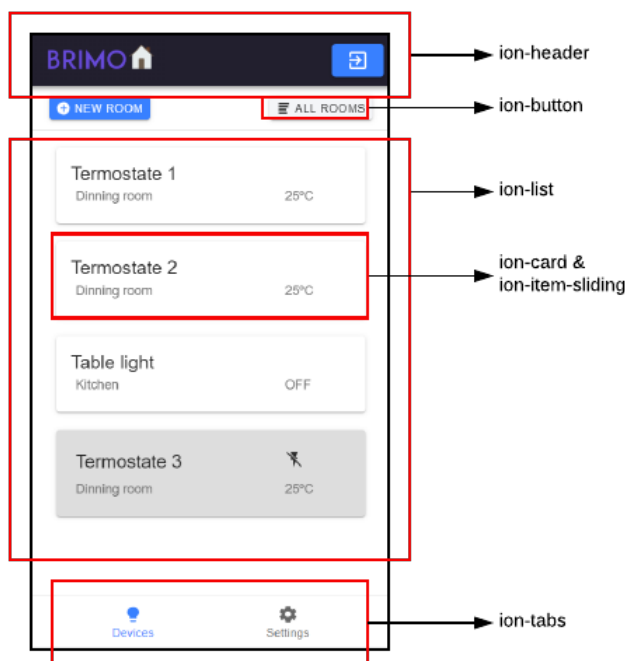 BRIMO
ion-header
NEW ROOM
ALL ROOMS
ion-button
Termostate 1
Dinning room 25ºC
ion-list
Termostate 2
Dinning room 25ºC
ion-card &
ion-item-sliding
Table light
Kitchen OFF
Termostate 3
Dinning room 25ºC
Devices
Settings
ion-tabs